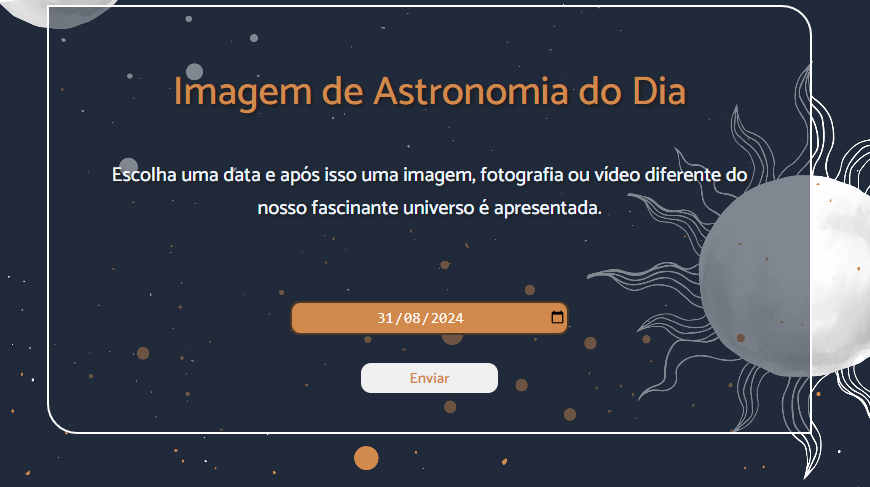 Imagem de Astronomia do Dia
Escolha uma data e após isso uma imagem, fotografia ou vídeo diferente do
nosso fascinante universo é apresentada.
31/08/2024
Enviar